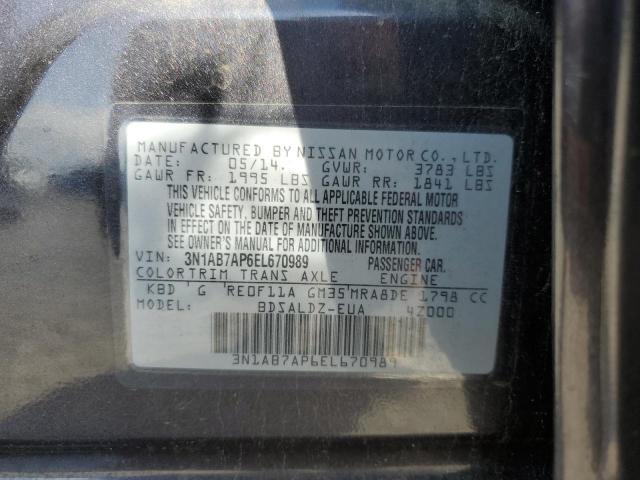 MANUFACTURED BY NISSAN MOTOR CO., LTD.
DATE: 05/14. GVWR: 3783 LBS
GAWR FR: 1995 LBS GAWR RR: 1841 LBS
THIS VEHICLE CONFORMS TO ALL APPLICABLE FEDERAL MOTOR
VEHICLE SAFETY, BUMPER AND THEFT PREVENTION STANDARDS
IN EFFECT ON THE DATE OF MANUFACTURE SHOWN ABOVE.
SEE OWNER'S MANUAL FOR ADDITIONAL INFORMATION.
VIN: 3N1AB7AP6EL670989 PASSENGER CAR.
COLOR TRIM TRANS AXLE ENGINE
KBD G RE0F11A GM35 MRA8DE 1798 CC
MODEL: BDSALDZ-EUA 4Z000
3N1AB7AP6EL670989